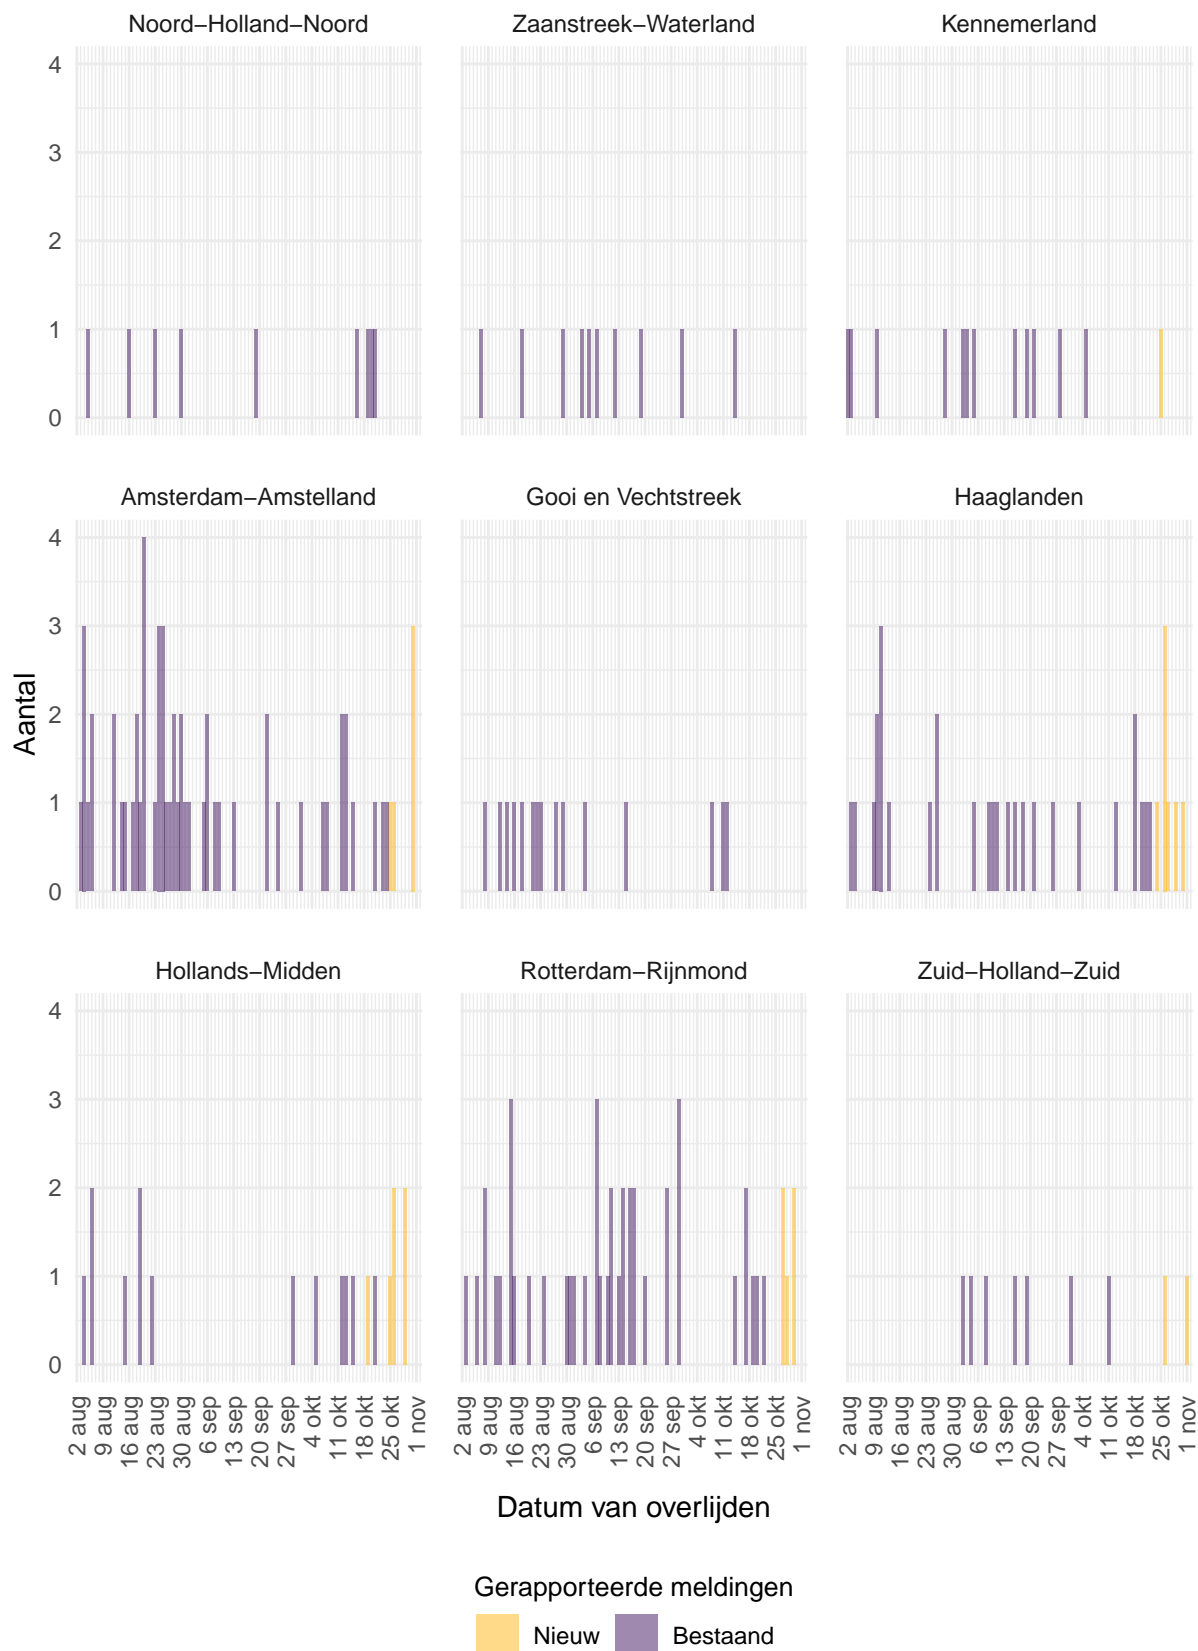 Noord−Holland−Noord Zaanstreek−Waterland Kennemerland
4
3
2
1
0
Amsterdam−Amstelland Gooi en Vechtstreek Haaglanden
4
3
2
1
0
Aantal
Hollands−Midden Rotterdam−Rijnmond Zuid−Holland−Zuid
4
3
2
1
0
2 aug 9 aug 16 aug 23 aug 30 aug 6 sep 13 sep 20 sep 27 sep 4 okt 11 okt 18 okt 25 okt 1 nov 2 aug 9 aug 16 aug 23 aug 30 aug 6 sep 13 sep 20 sep 27 sep 4 okt 11 okt 18 okt 25 okt 1 nov 2 aug 9 aug 16 aug 23 aug 30 aug 6 sep 13 sep 20 sep 27 sep 4 okt 11 okt 18 okt 25 okt 1 nov
Datum van overlijden
Gerapporteerde meldingen
Nieuw Bestaand